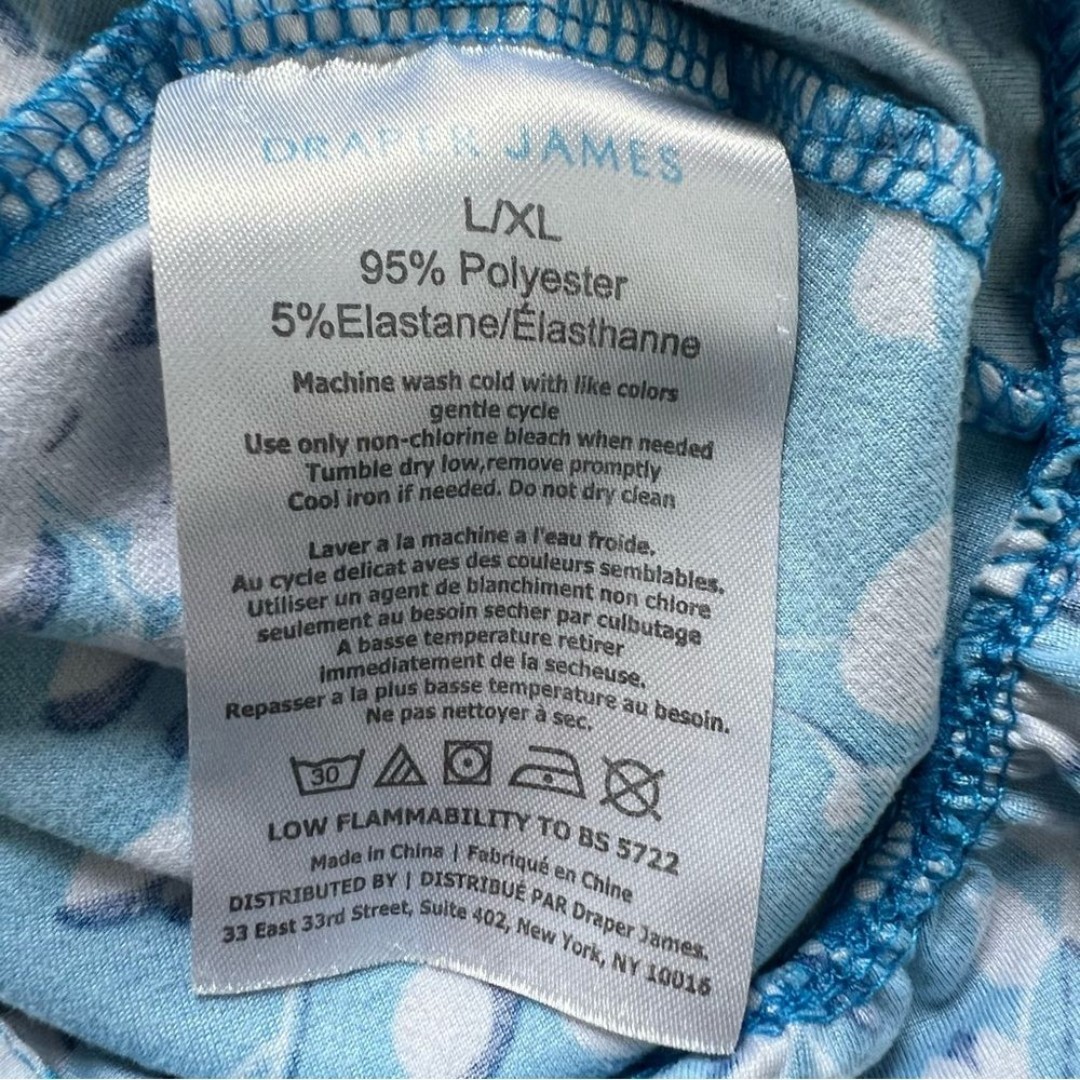 DRAPER JAMES
L/XL
95% Polyester
5%Elastane/Élasthanne
Machine wash cold with like colors
gentle cycle
Use only non-chlorine bleach when needed
Tumble dry low,remove promptly
Cool iron if needed. Do not dry clean
Laver a la machine a l'eau froide.
Au cycle delicat aves des couleurs semblables.
Utiliser un agent de blanchiment non chlore
seulement au besoin secher par culbutage
A basse temperature retirer
immediatement de la secheuse.
Repasser a la plus basse temperature au besoin.
Ne pas nettoyer à sec.
30
LOW FLAMMABILITY TO BS 5722
Made in China | Fabriqué en Chine
DISTRIBUTED BY | DISTRIBUÉ PAR Draper James.
33 East 33rd Street, Suite 402, New York, NY 10016